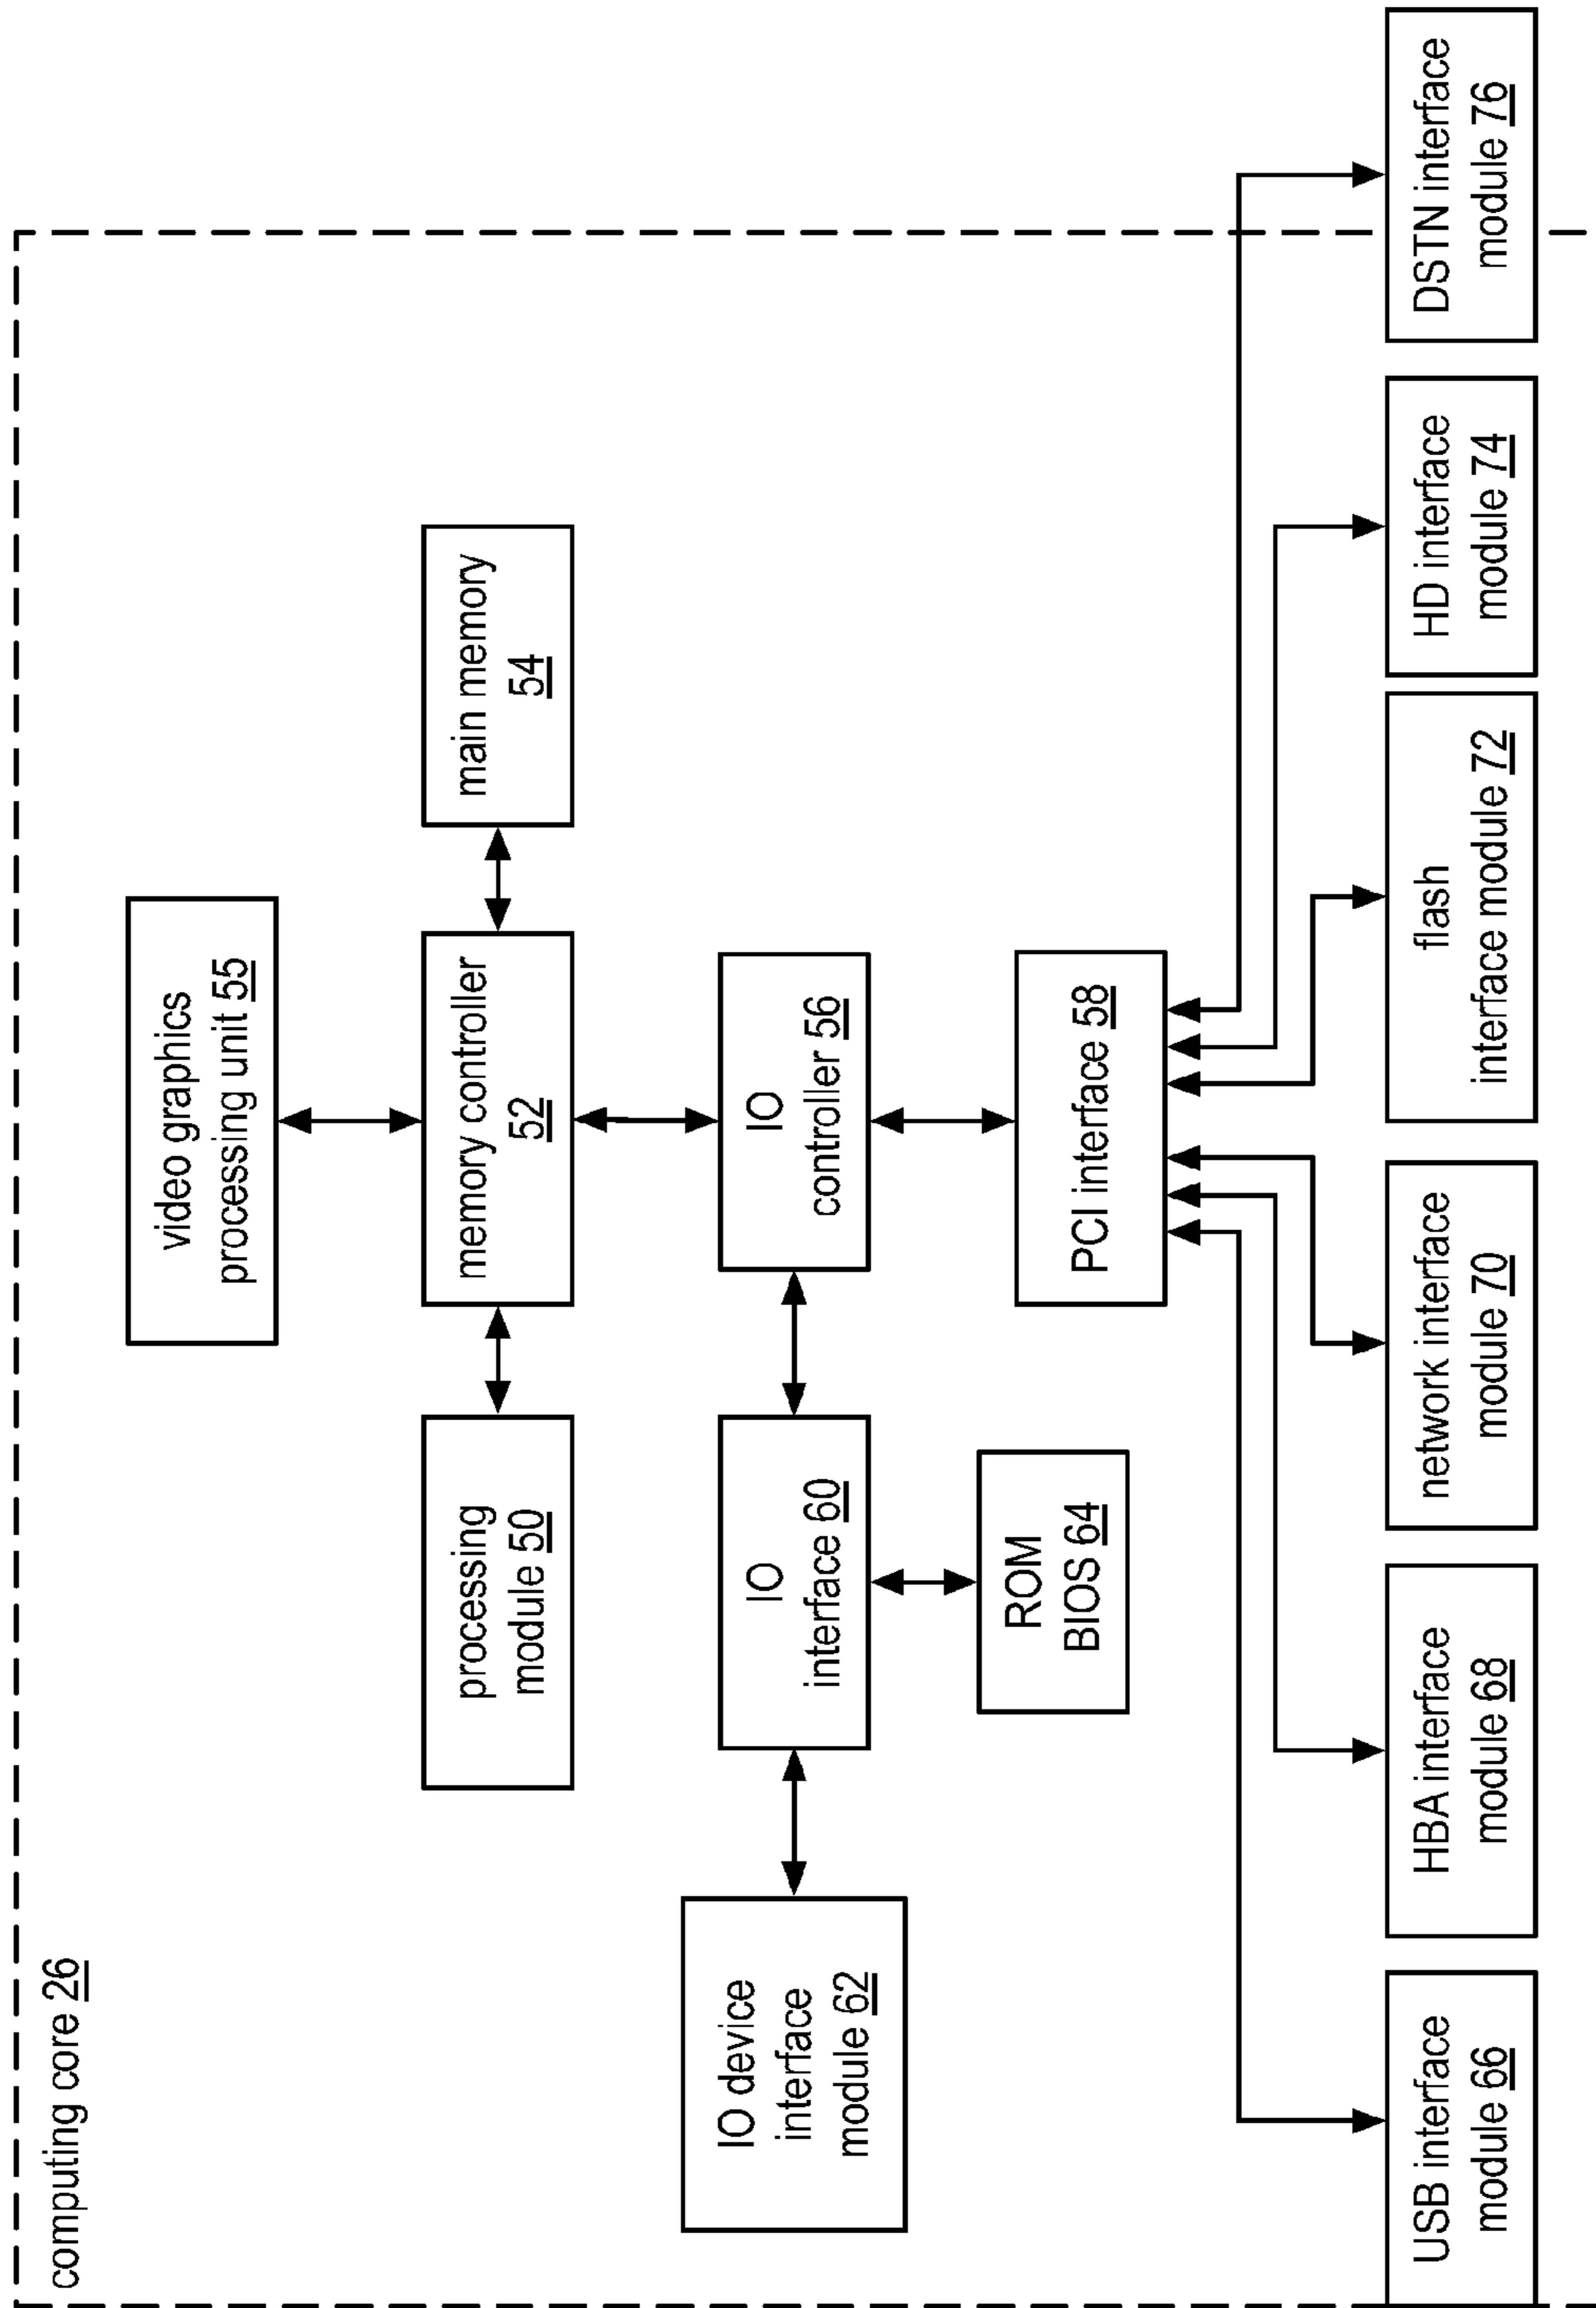 computing core 26
video graphics
processing unit 55
processing
module 50
memory controller
52
main memory
54
IO device
interface
module 62
IO
interface 60
IO
controller 56
ROM
BIOS 64
PCI interface 58
USB interface
module 66
HBA interface
module 68
network interface
module 70
flash
interface module 72
HD interface
module 74
DSTN interface
module 76